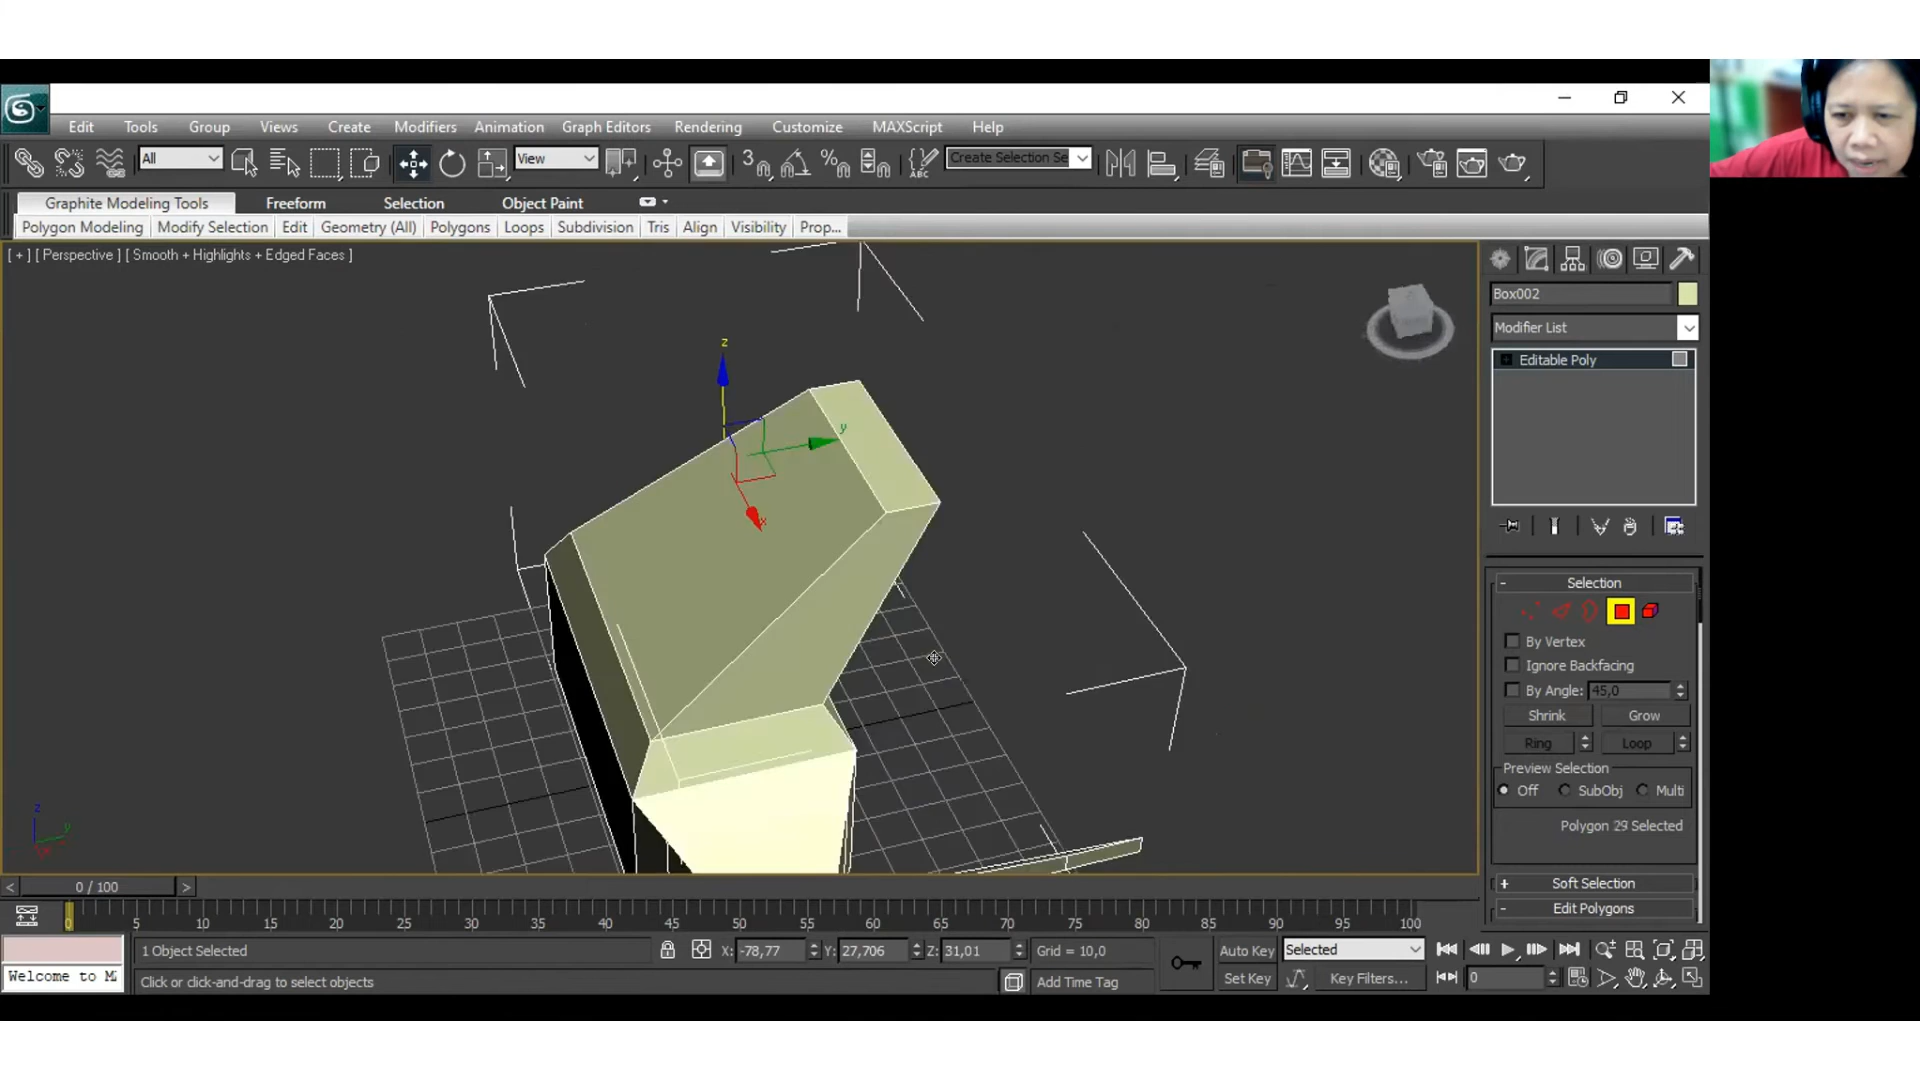 Edit Tools Group Views Create Modifiers Animation Graph Editors Rendering Customize MAXScript Help
All View 3 % ABC Create Selection Se
Graphite Modeling Tools Freeform Selection Object Paint
Polygon Modeling Modify Selection Edit Geometry (All) Polygons Loops Subdivision Tris Align Visibility Prop...
[ + ] [ Perspective ] [ Smooth + Highlights + Edged Faces ]
Box002
Modifier List
Editable Poly
z
y
x
Selection
By Vertex
Ignore Backfacing
By Angle: 45,0
Shrink Grow
Ring Loop
Preview Selection
Off SubObj Multi
Polygon 29 Selected
z
y
x
Soft Selection
Edit Polygons
< 0 / 100 >
0 5 10 15 20 25 30 35 40 45 50 55 60 65 70 75 80 85 90 95 100
1 Object Selected X: -78,77 Y: 27,706 Z: 31,01 Grid = 10,0 Auto Key Selected
Welcome to M
Click or click-and-drag to select objects Add Time Tag Set Key Key Filters... 0